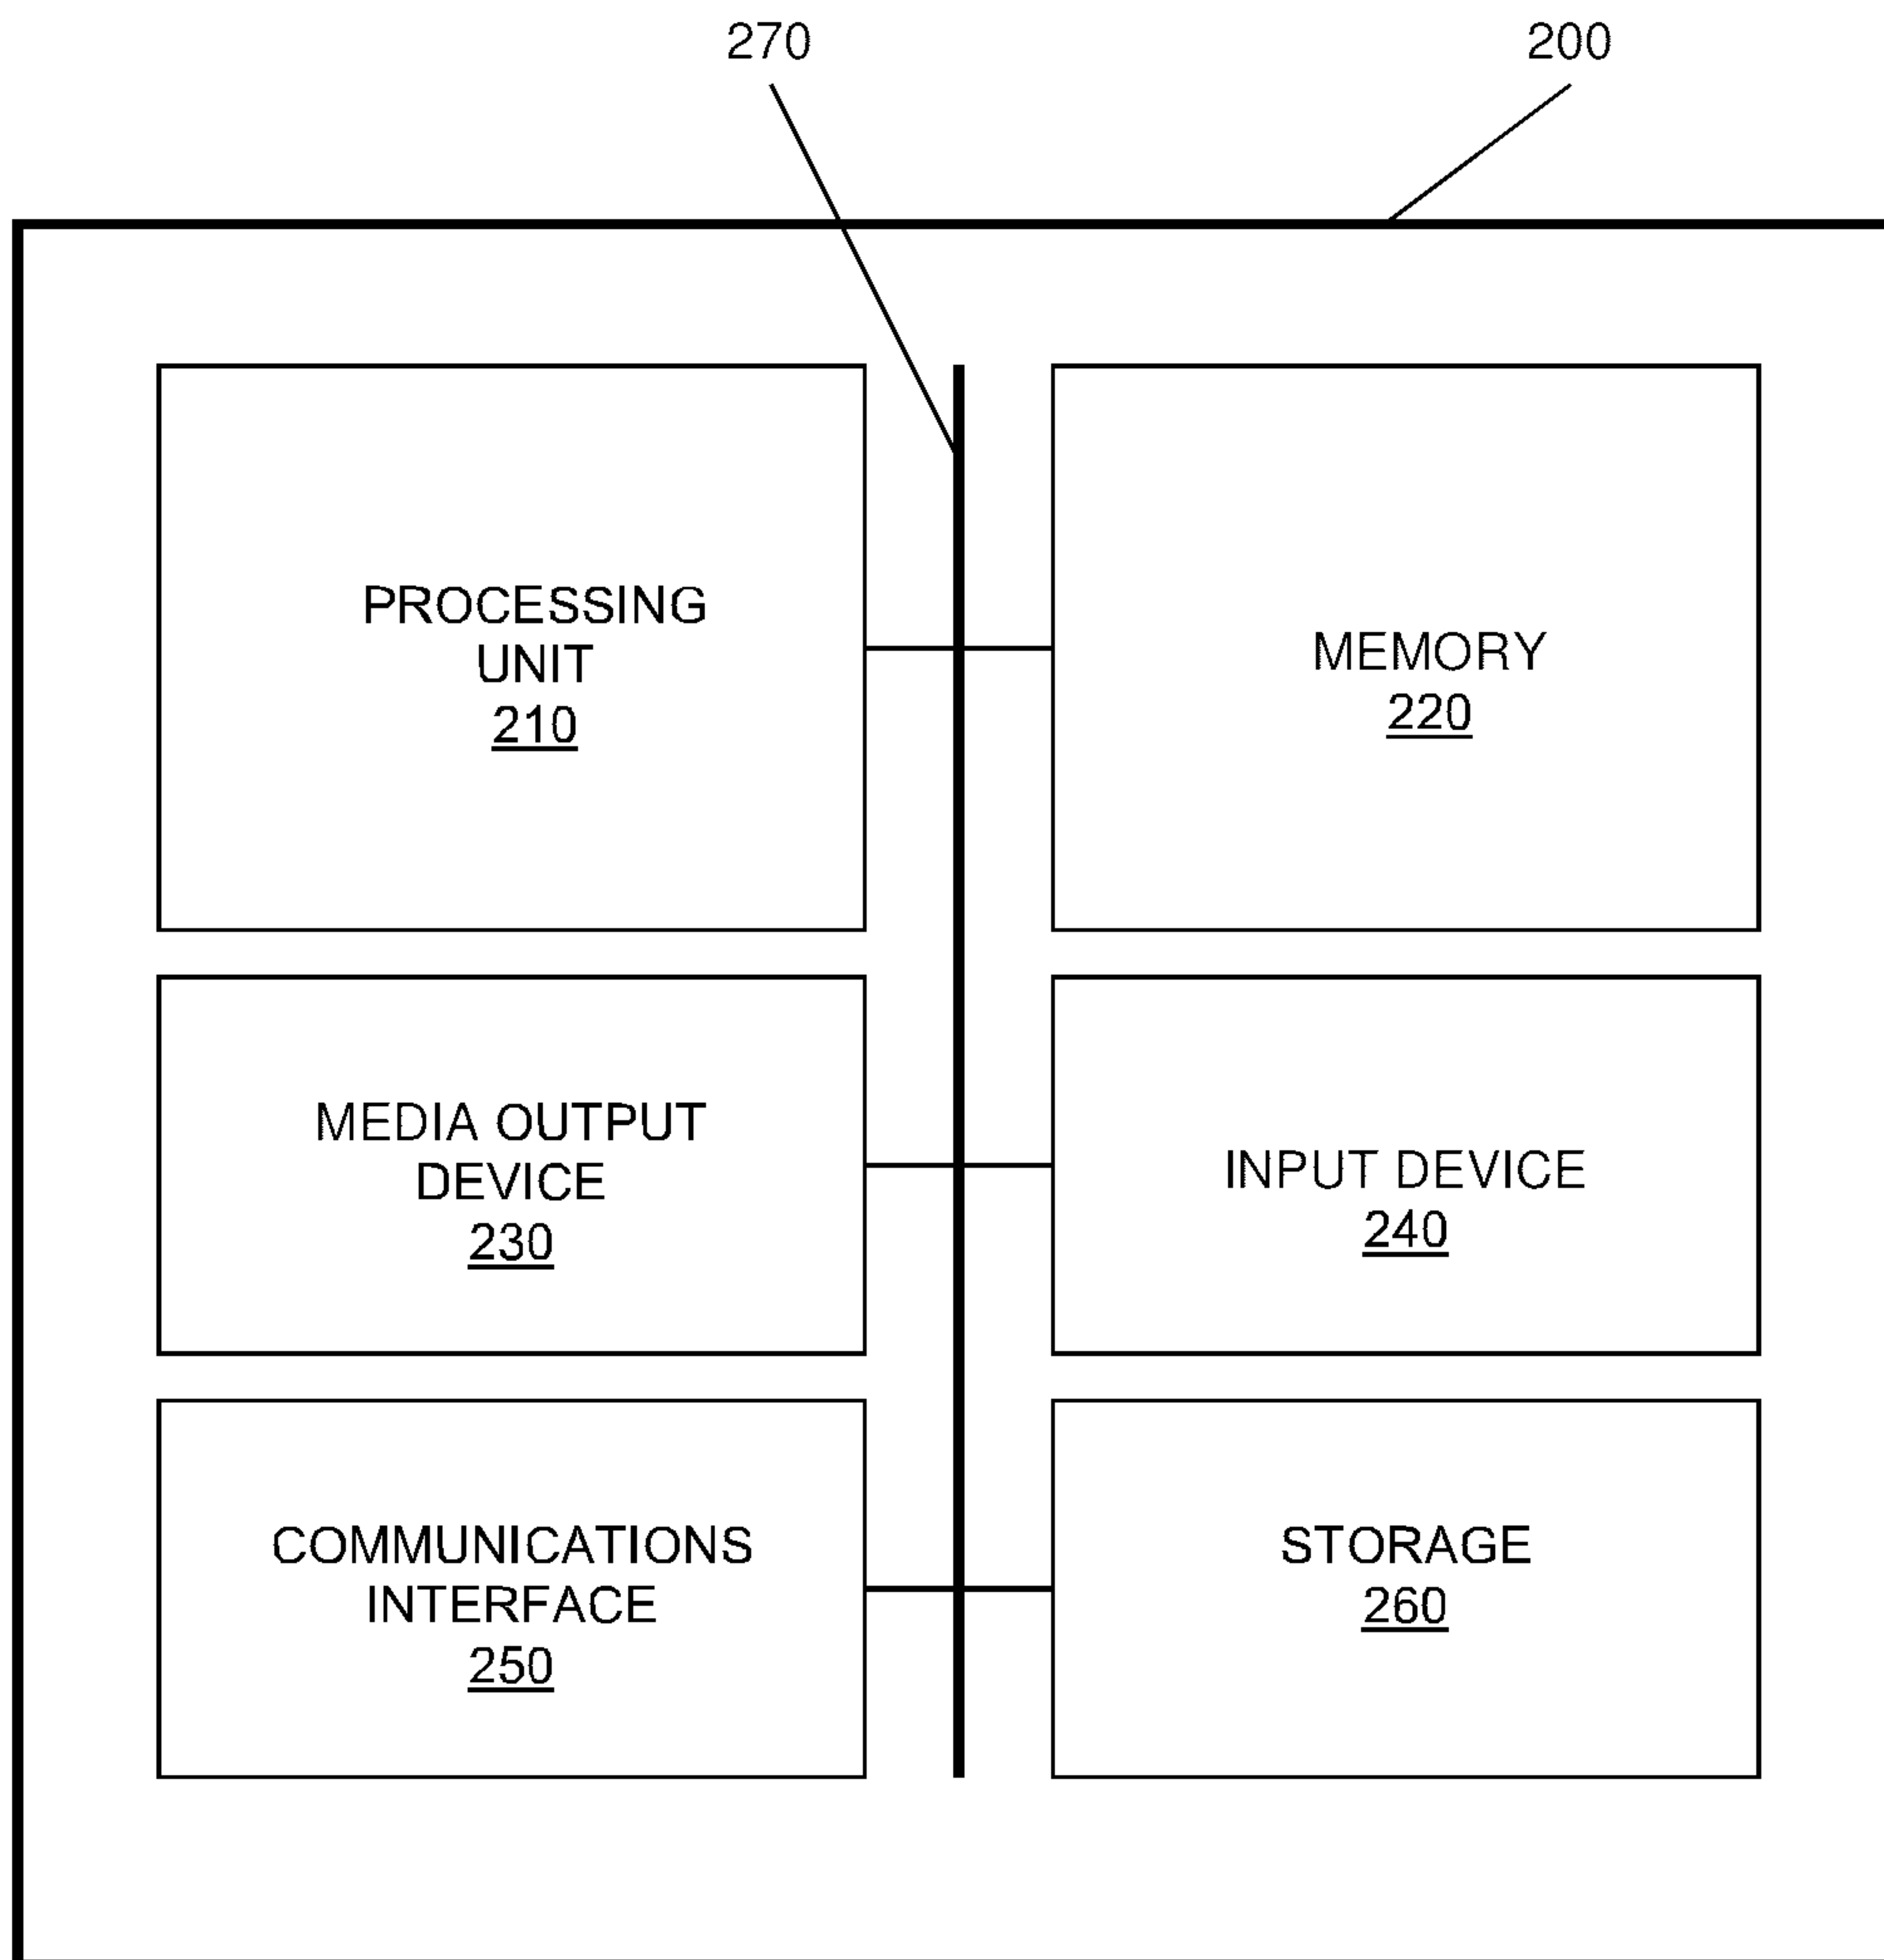 270
200
PROCESSING
UNIT
210
MEMORY
220
MEDIA OUTPUT
DEVICE
230
INPUT DEVICE
240
COMMUNICATIONS
INTERFACE
250
STORAGE
260